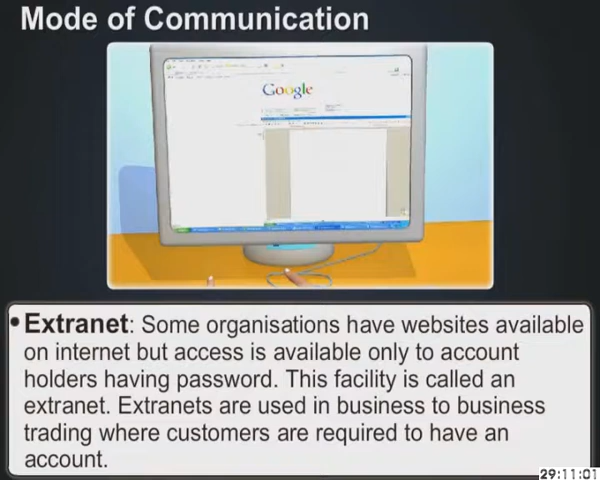 Mode of Communication
Google
• Extranet: Some organisations have websites available
on internet but access is available only to account
holders having password. This facility is called an
extranet. Extranets are used in business to business
trading where customers are required to have an
account.
29:11:01